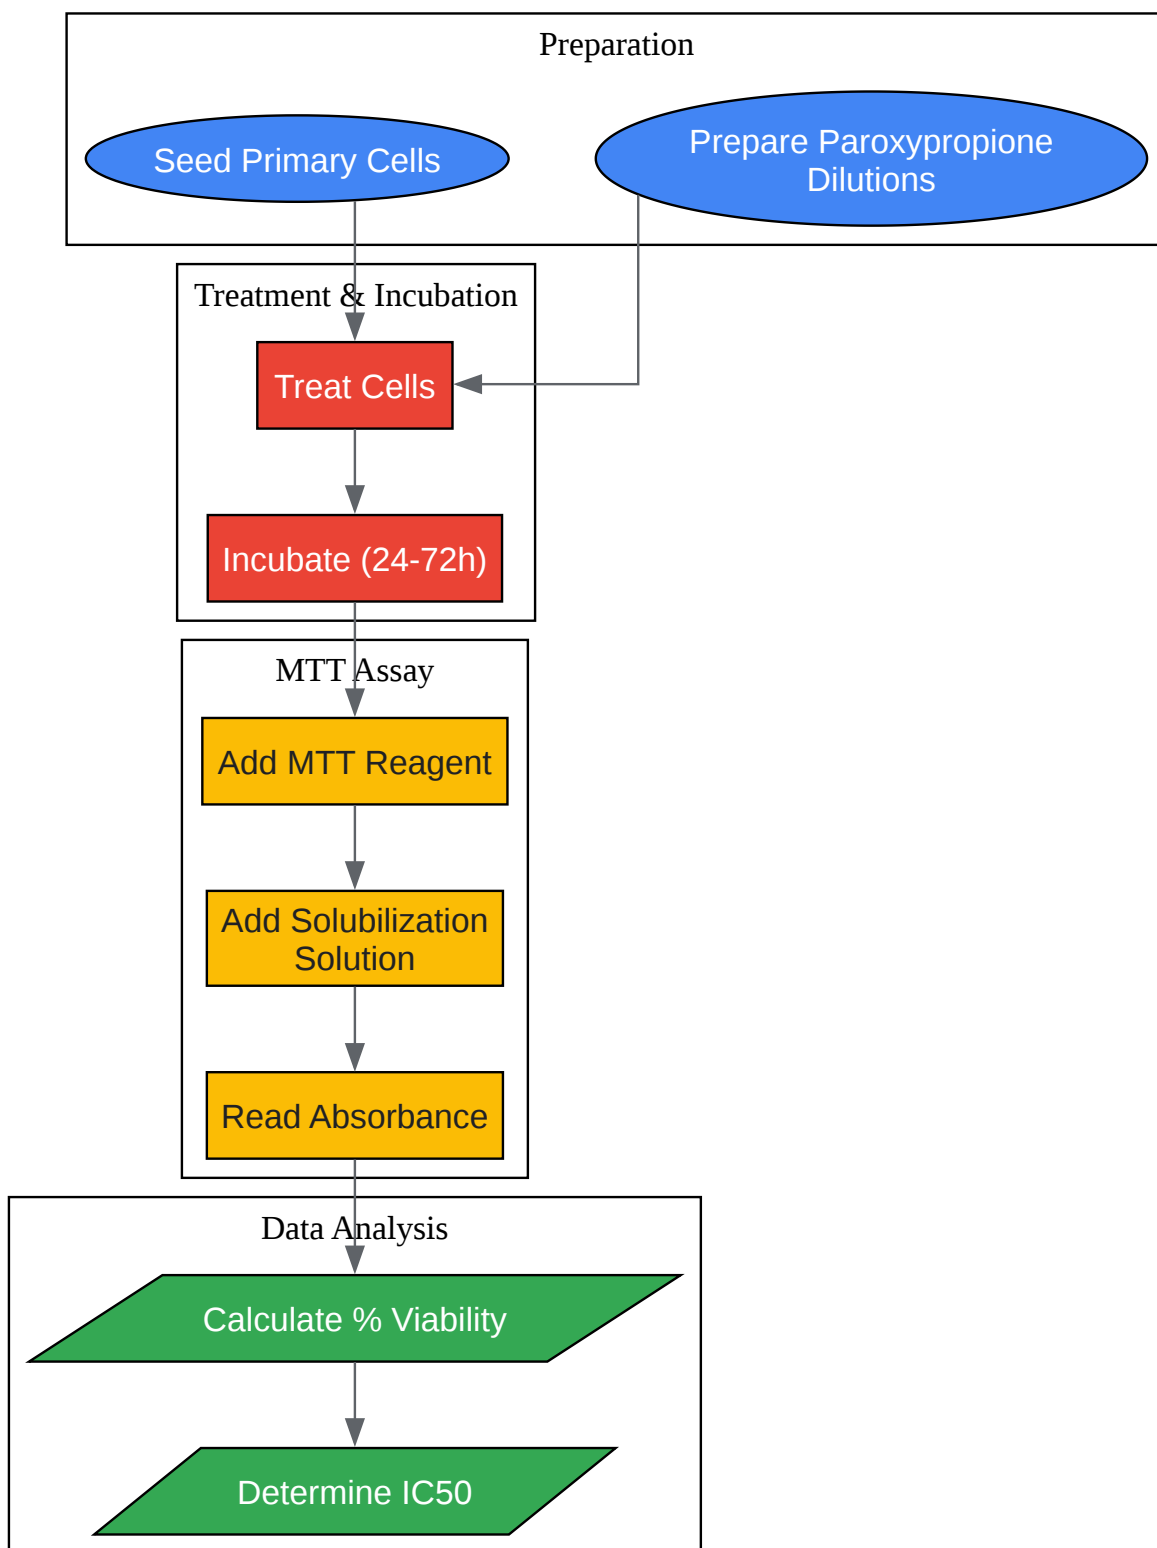 Preparation
Seed Primary Cells
Prepare Paroxypropione
Dilutions
Treatment & Incubation
Treat Cells
Incubate (24-72h)
MTT Assay
Add MTT Reagent
Add Solubilization
Solution
Read Absorbance
Data Analysis
Calculate % Viability
Determine IC50